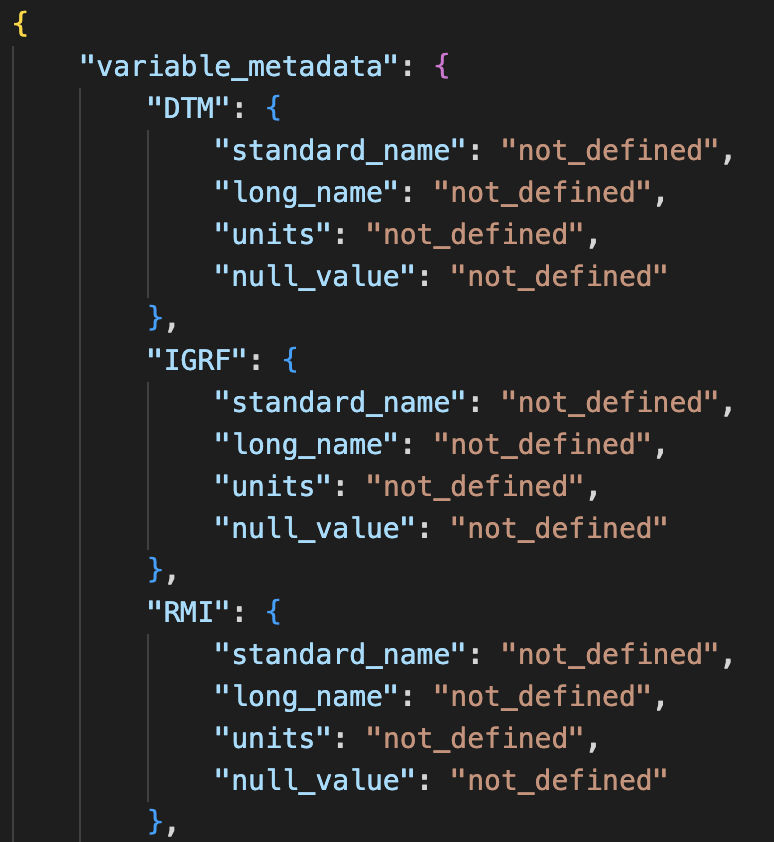 {
"variable_metadata": {
"DTM": {
"standard_name": "not_defined",
"long_name": "not_defined",
"units": "not_defined",
"null_value": "not_defined"
},
"IGRF": {
"standard_name": "not_defined",
"long_name": "not_defined",
"units": "not_defined",
"null_value": "not_defined"
},
"RMI": {
"standard_name": "not_defined",
"long_name": "not_defined",
"units": "not_defined",
"null_value": "not_defined"
},